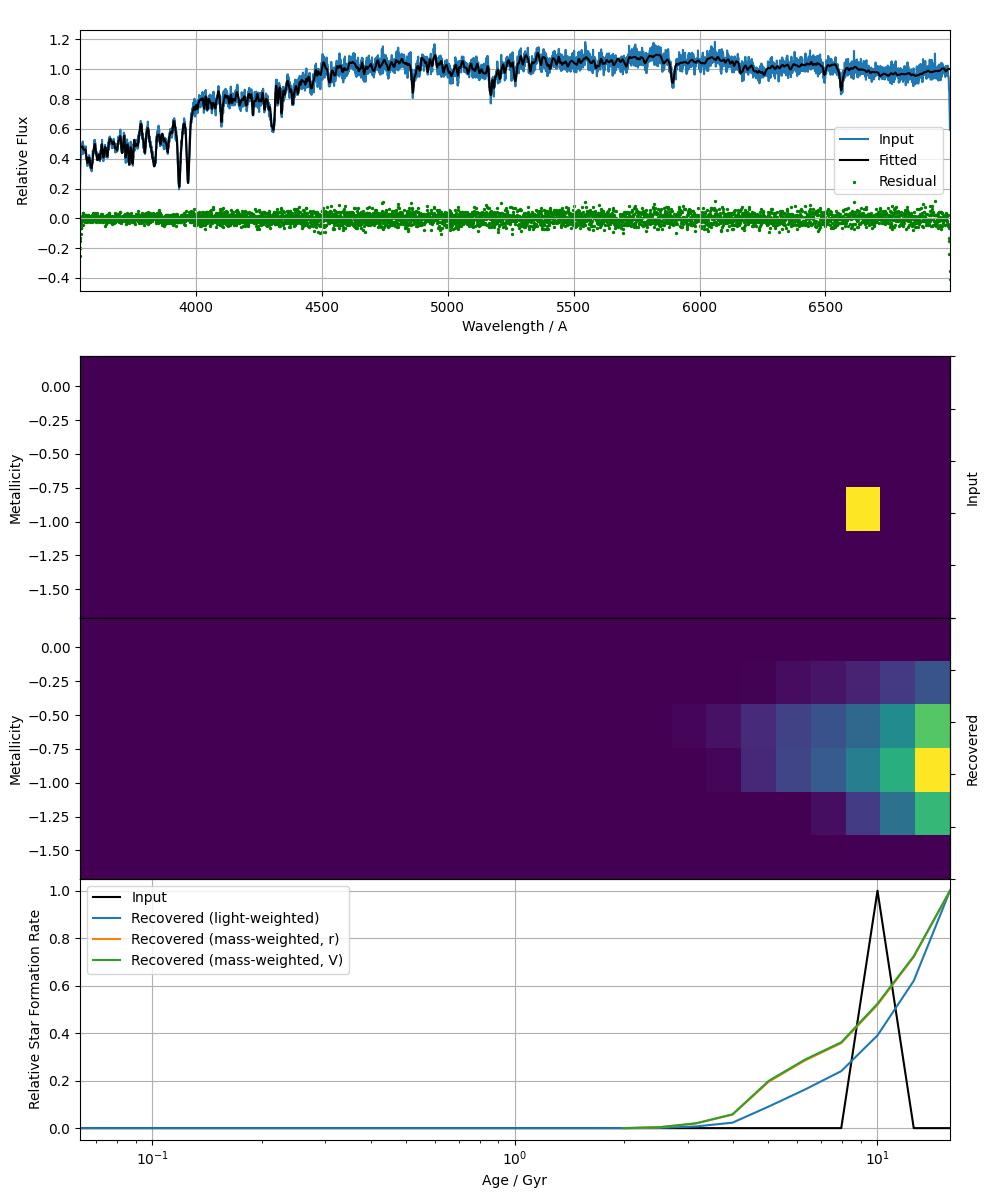 1.2
1.0
0.8
0.6
0.4
0.2
0.0
−0.2
−0.4
Relative Flux
Input
Fitted
Residual
4000
4500
5000
5500
6000
6500
Wavelength / A
0.00
−0.25
−0.50
−0.75
−1.00
−1.25
−1.50
Metallicity
Input
0.00
−0.25
−0.50
−0.75
−1.00
−1.25
−1.50
Metallicity
Recovered
1.0
0.8
0.6
0.4
0.2
0.0
Relative Star Formation Rate
Input
Recovered (light-weighted)
Recovered (mass-weighted, r)
Recovered (mass-weighted, V)
10⁻¹
10⁰
10¹
Age / Gyr